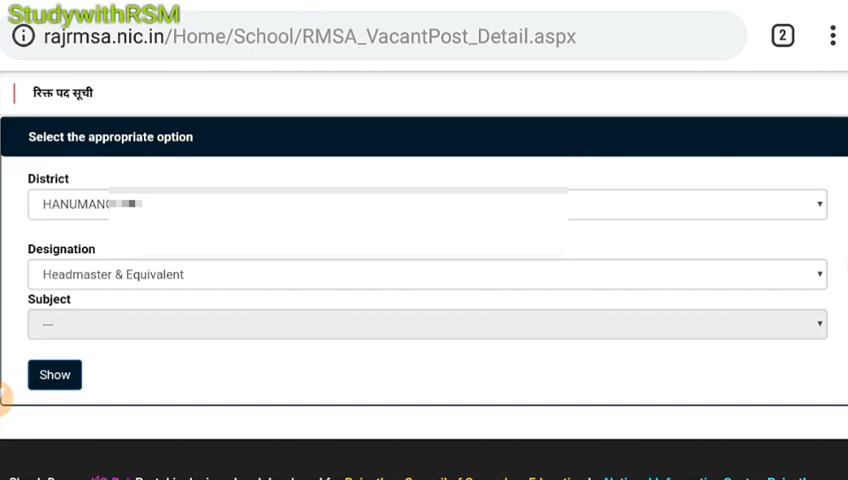 StudywithRSM
rajrmsa.nic.in/Home/School/RMSA_VacantPost_Detail.aspx
2
रिक्त पद सूची
Select the appropriate option
District
Designation
Headmaster & Equivalent
Subject
---
Show